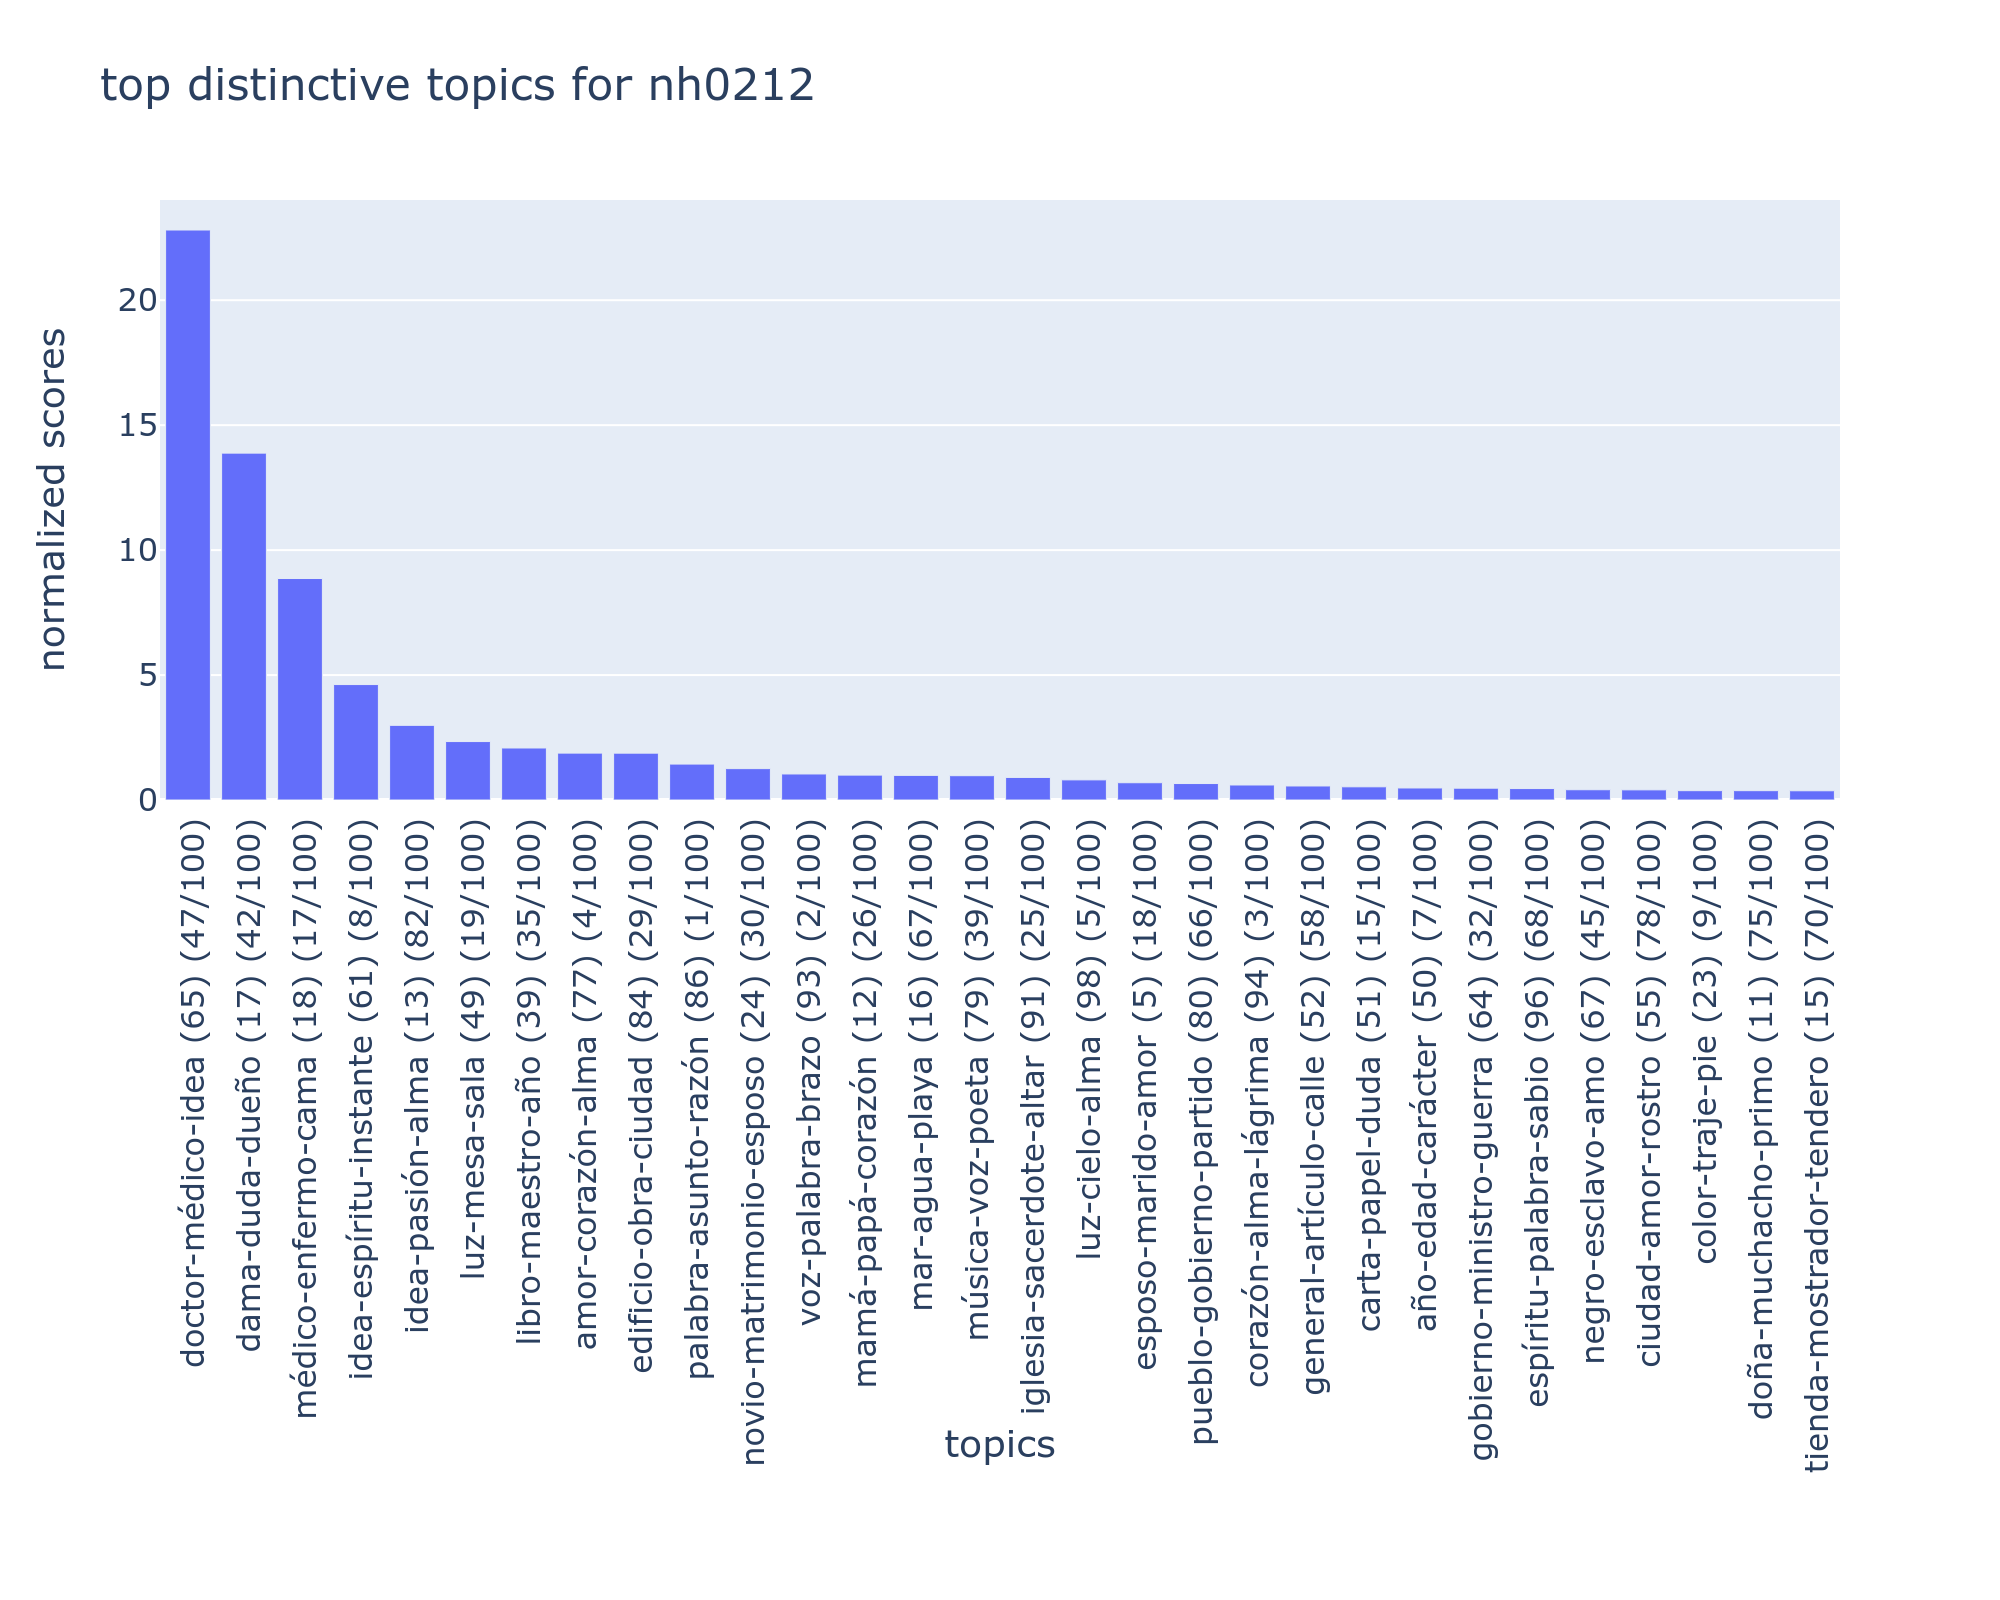 top distinctive topics for nh0212
normalized scores
20
15
10
5
0
doctor-médico-idea (65) (47/100)
dama-duda-dueño (17) (42/100)
médico-enfermo-cama (18) (17/100)
idea-espíritu-instante (61) (8/100)
idea-pasión-alma (13) (82/100)
luz-mesa-sala (49) (19/100)
libro-maestro-año (39) (35/100)
amor-corazón-alma (77) (4/100)
edificio-obra-ciudad (84) (29/100)
palabra-asunto-razón (86) (1/100)
novio-matrimonio-esposo (24) (30/100)
voz-palabra-brazo (93) (2/100)
mamá-papá-corazón (12) (26/100)
mar-agua-playa (16) (67/100)
música-voz-poeta (79) (39/100)
iglesia-sacerdote-altar (91) (25/100)
luz-cielo-alma (98) (5/100)
esposo-marido-amor (5) (18/100)
pueblo-gobierno-partido (80) (66/100)
corazón-alma-lágrima (94) (3/100)
general-artículo-calle (52) (58/100)
carta-papel-duda (51) (15/100)
año-edad-carácter (50) (7/100)
gobierno-ministro-guerra (64) (32/100)
espíritu-palabra-sabio (96) (68/100)
negro-esclavo-amo (67) (45/100)
ciudad-amor-rostro (55) (78/100)
color-traje-pie (23) (9/100)
doña-muchacho-primo (11) (75/100)
tienda-mostrador-tendero (15) (70/100)
topics